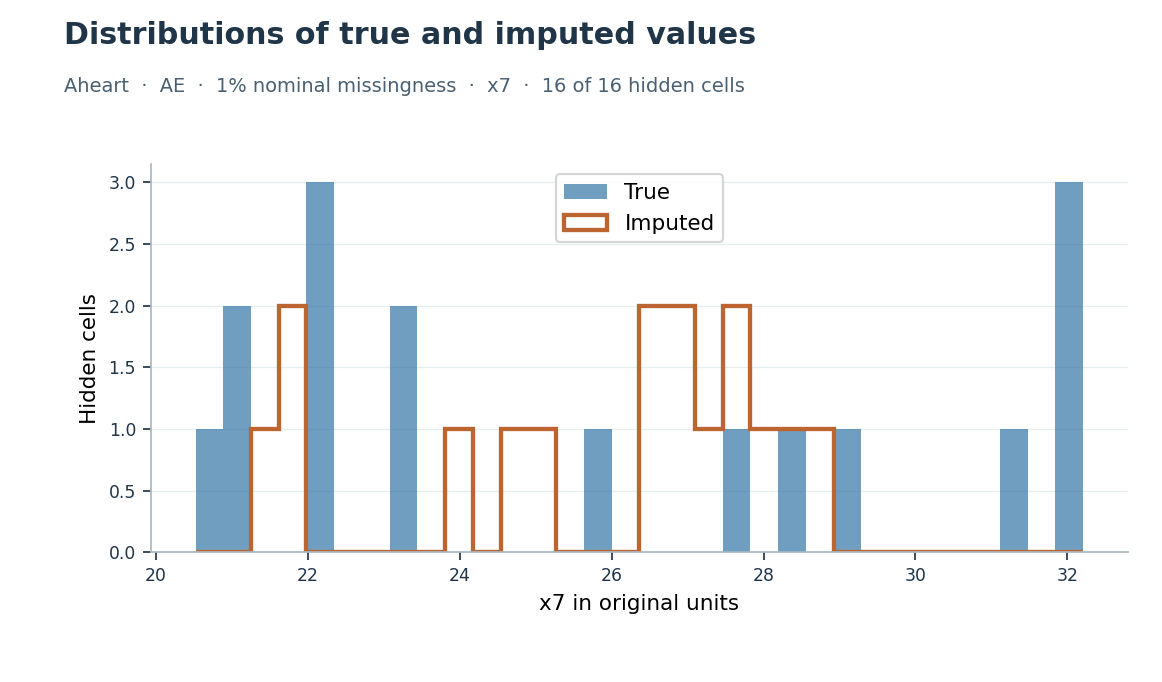 Distributions of true and imputed values
Aheart · AE · 1% nominal missingness · x7 · 16 of 16 hidden cells
True
Imputed
Hidden cells
3.0
2.5
2.0
1.5
1.0
0.5
0.0
20 22 24 26 28 30 32
x7 in original units